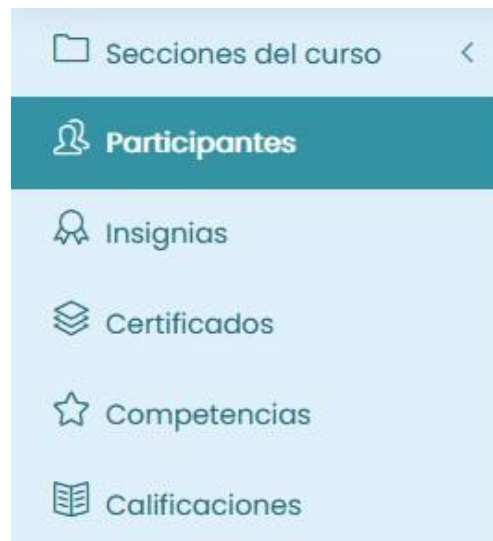 Secciones del curso
Participantes
Insignias
Certificados
Competencias
Calificaciones